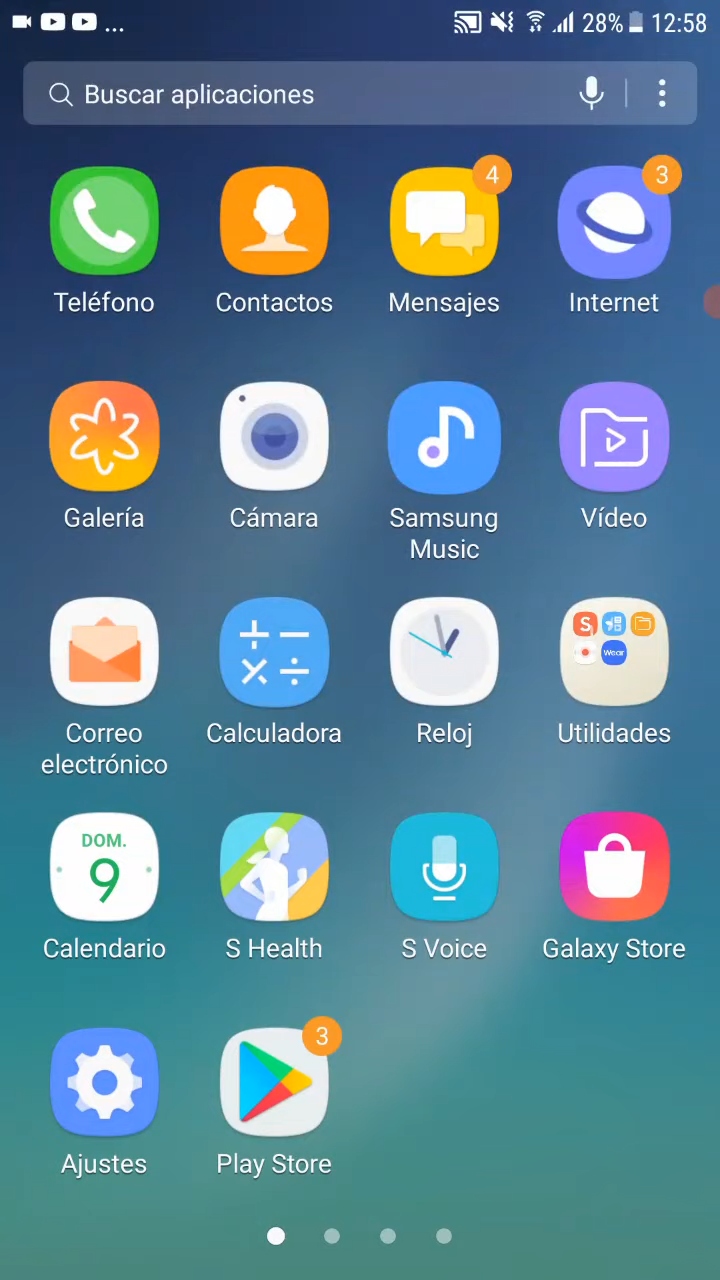 ... 28% 12:58
Buscar aplicaciones
4 3
Teléfono Contactos Mensajes Internet
Galería Cámara Samsung Music Vídeo
S Wear
Correo electrónico Calculadora Reloj Utilidades
DOM.
9
Calendario S Health S Voice Galaxy Store
3
Ajustes Play Store